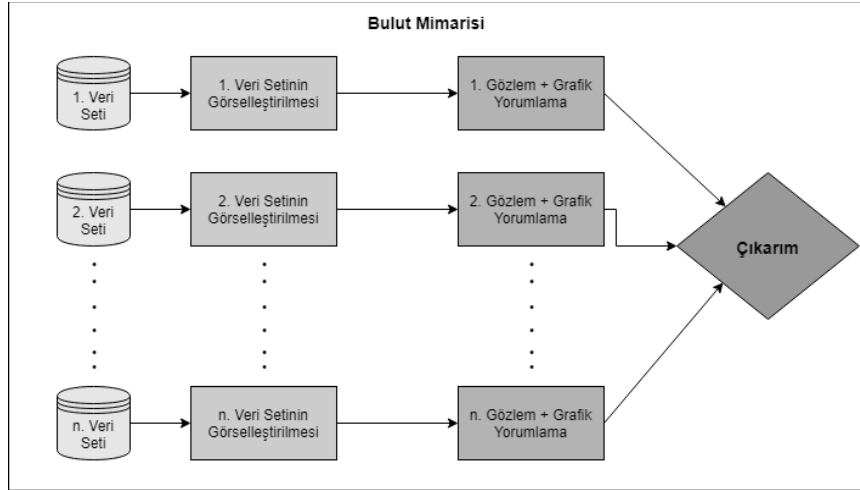 Bulut Mimarisi
1. Veri
Seti
1. Veri Setinin
Görselleştirilmesi
1. Gözlem + Grafik
Yorumlama
2. Veri
Seti
2. Veri Setinin
Görselleştirilmesi
2. Gözlem + Grafik
Yorumlama
Çıkarım
n. Veri
Seti
n. Veri Setinin
Görselleştirilmesi
n. Gözlem + Grafik
Yorumlama